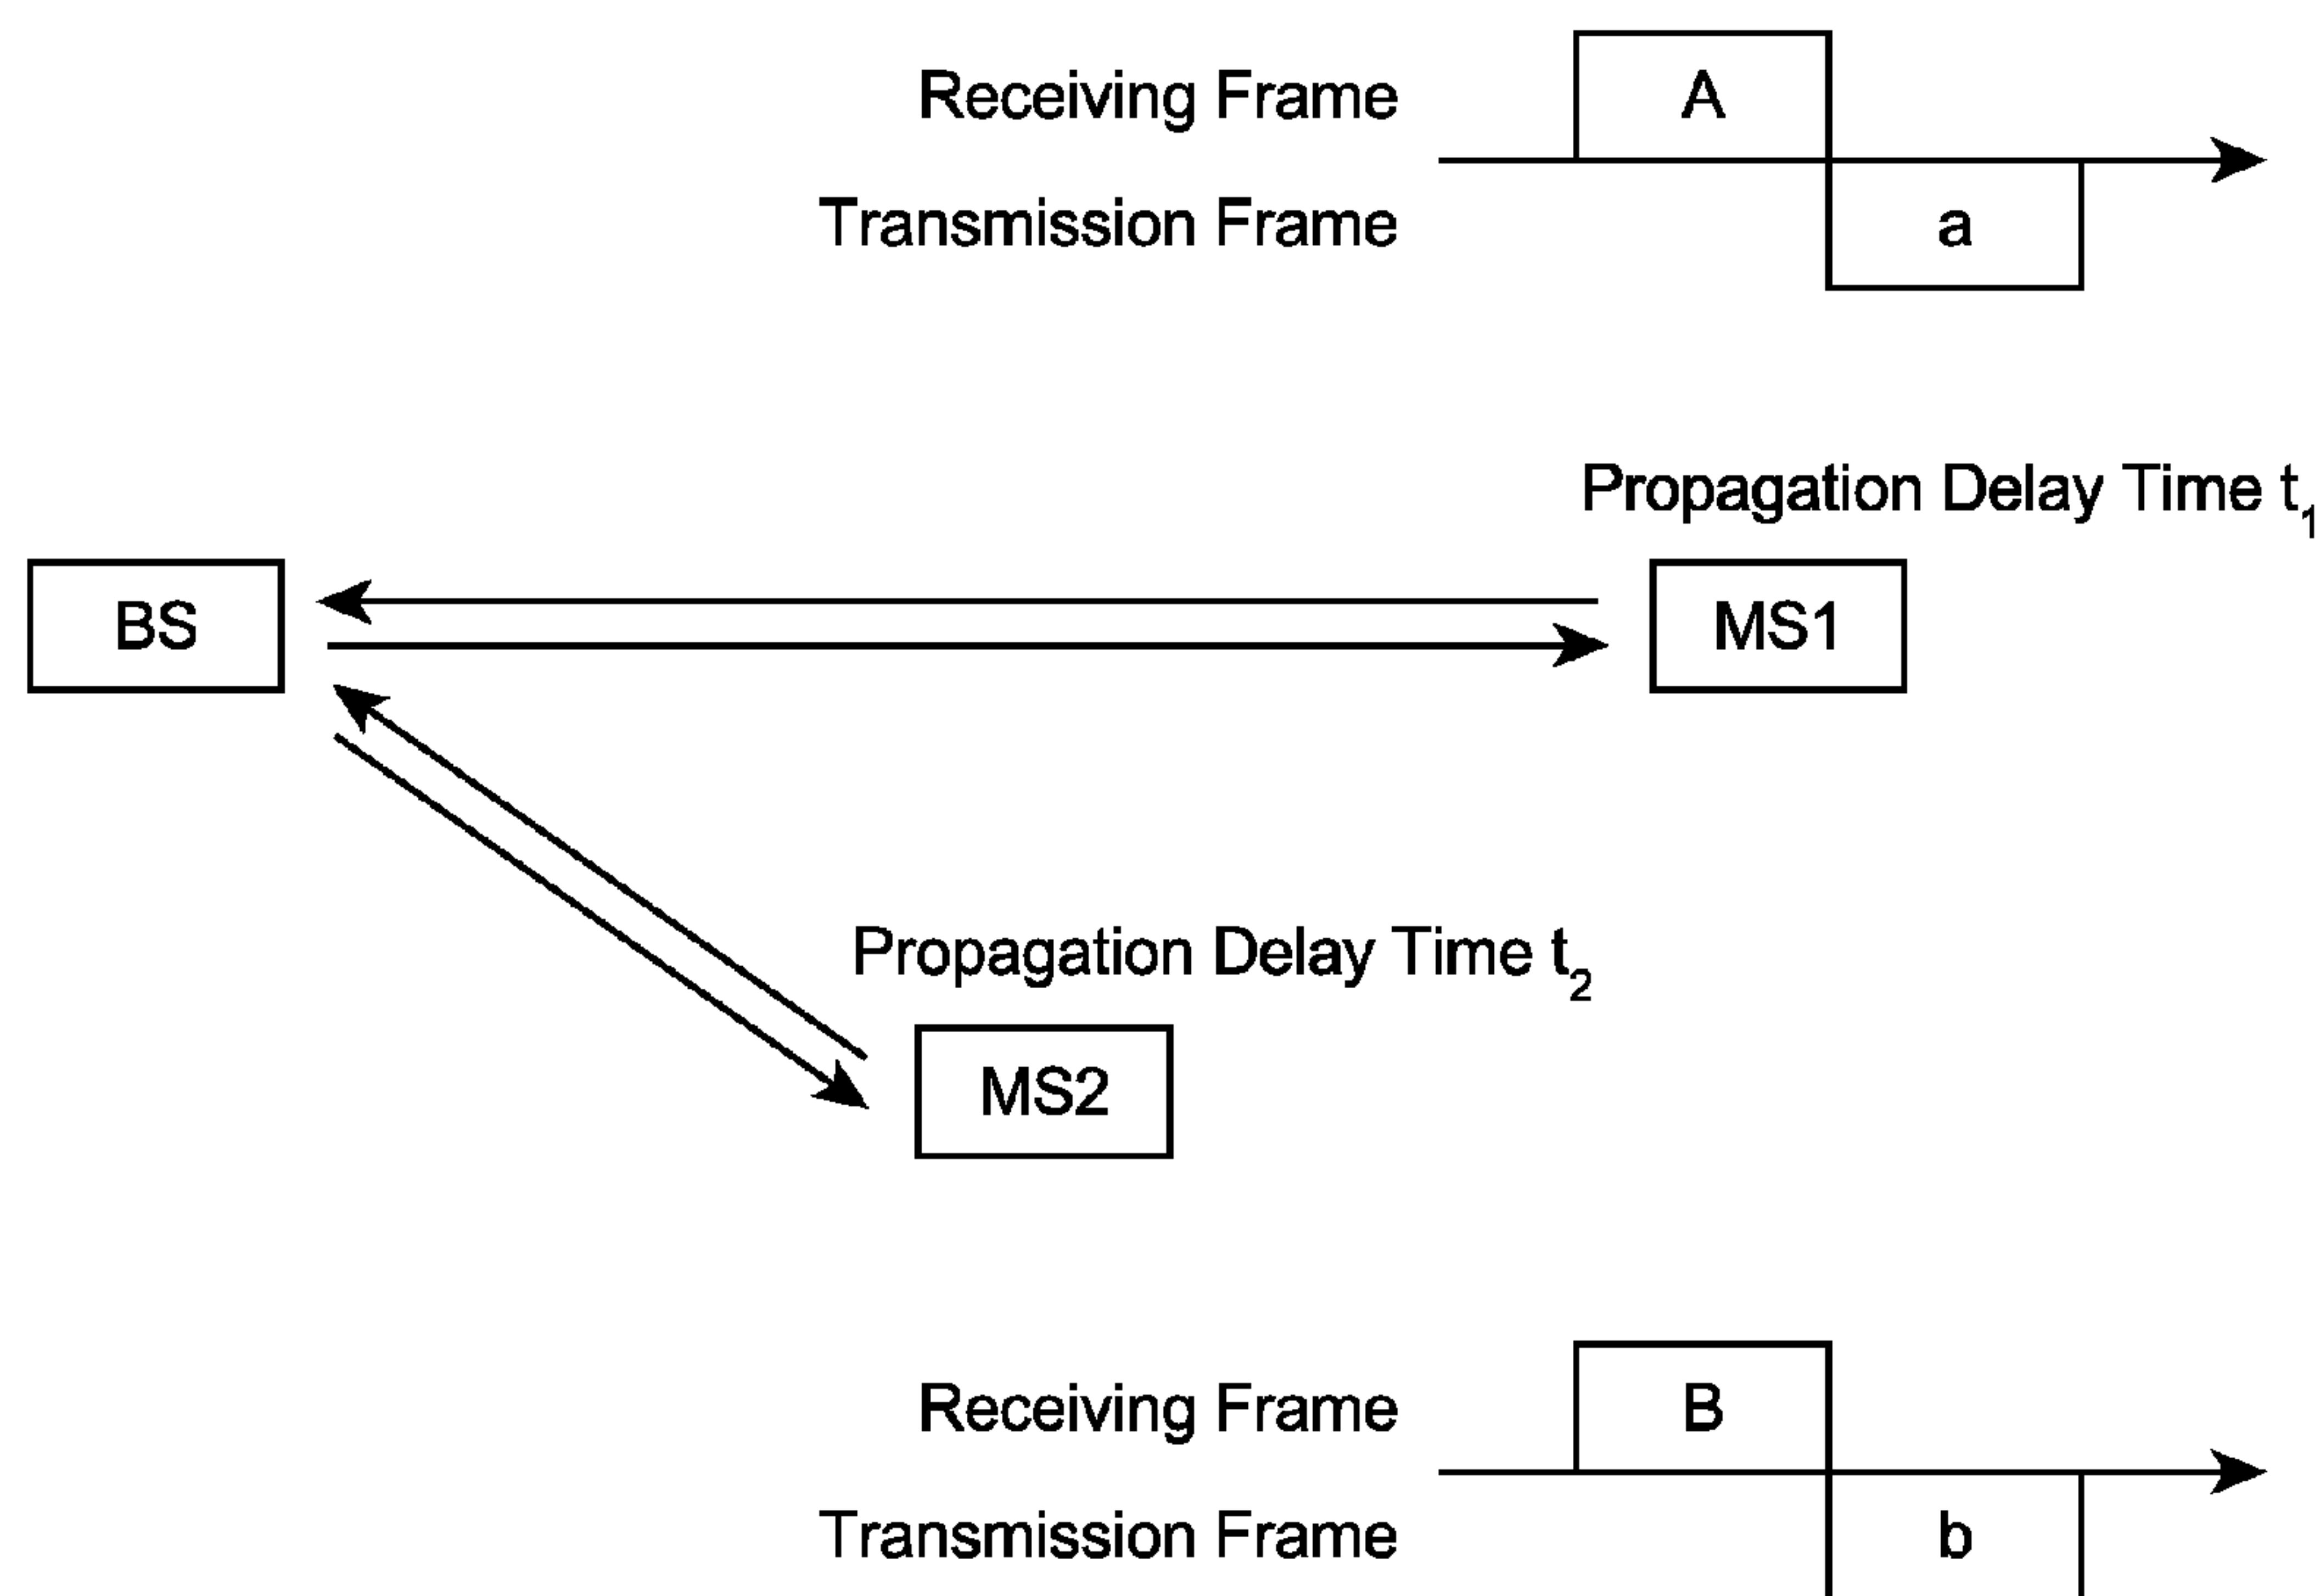 Receiving Frame
A
Transmission Frame
a
Propagation Delay Time t₁
BS
MS1
Propagation Delay Time t₂
MS2
Receiving Frame
B
Transmission Frame
b